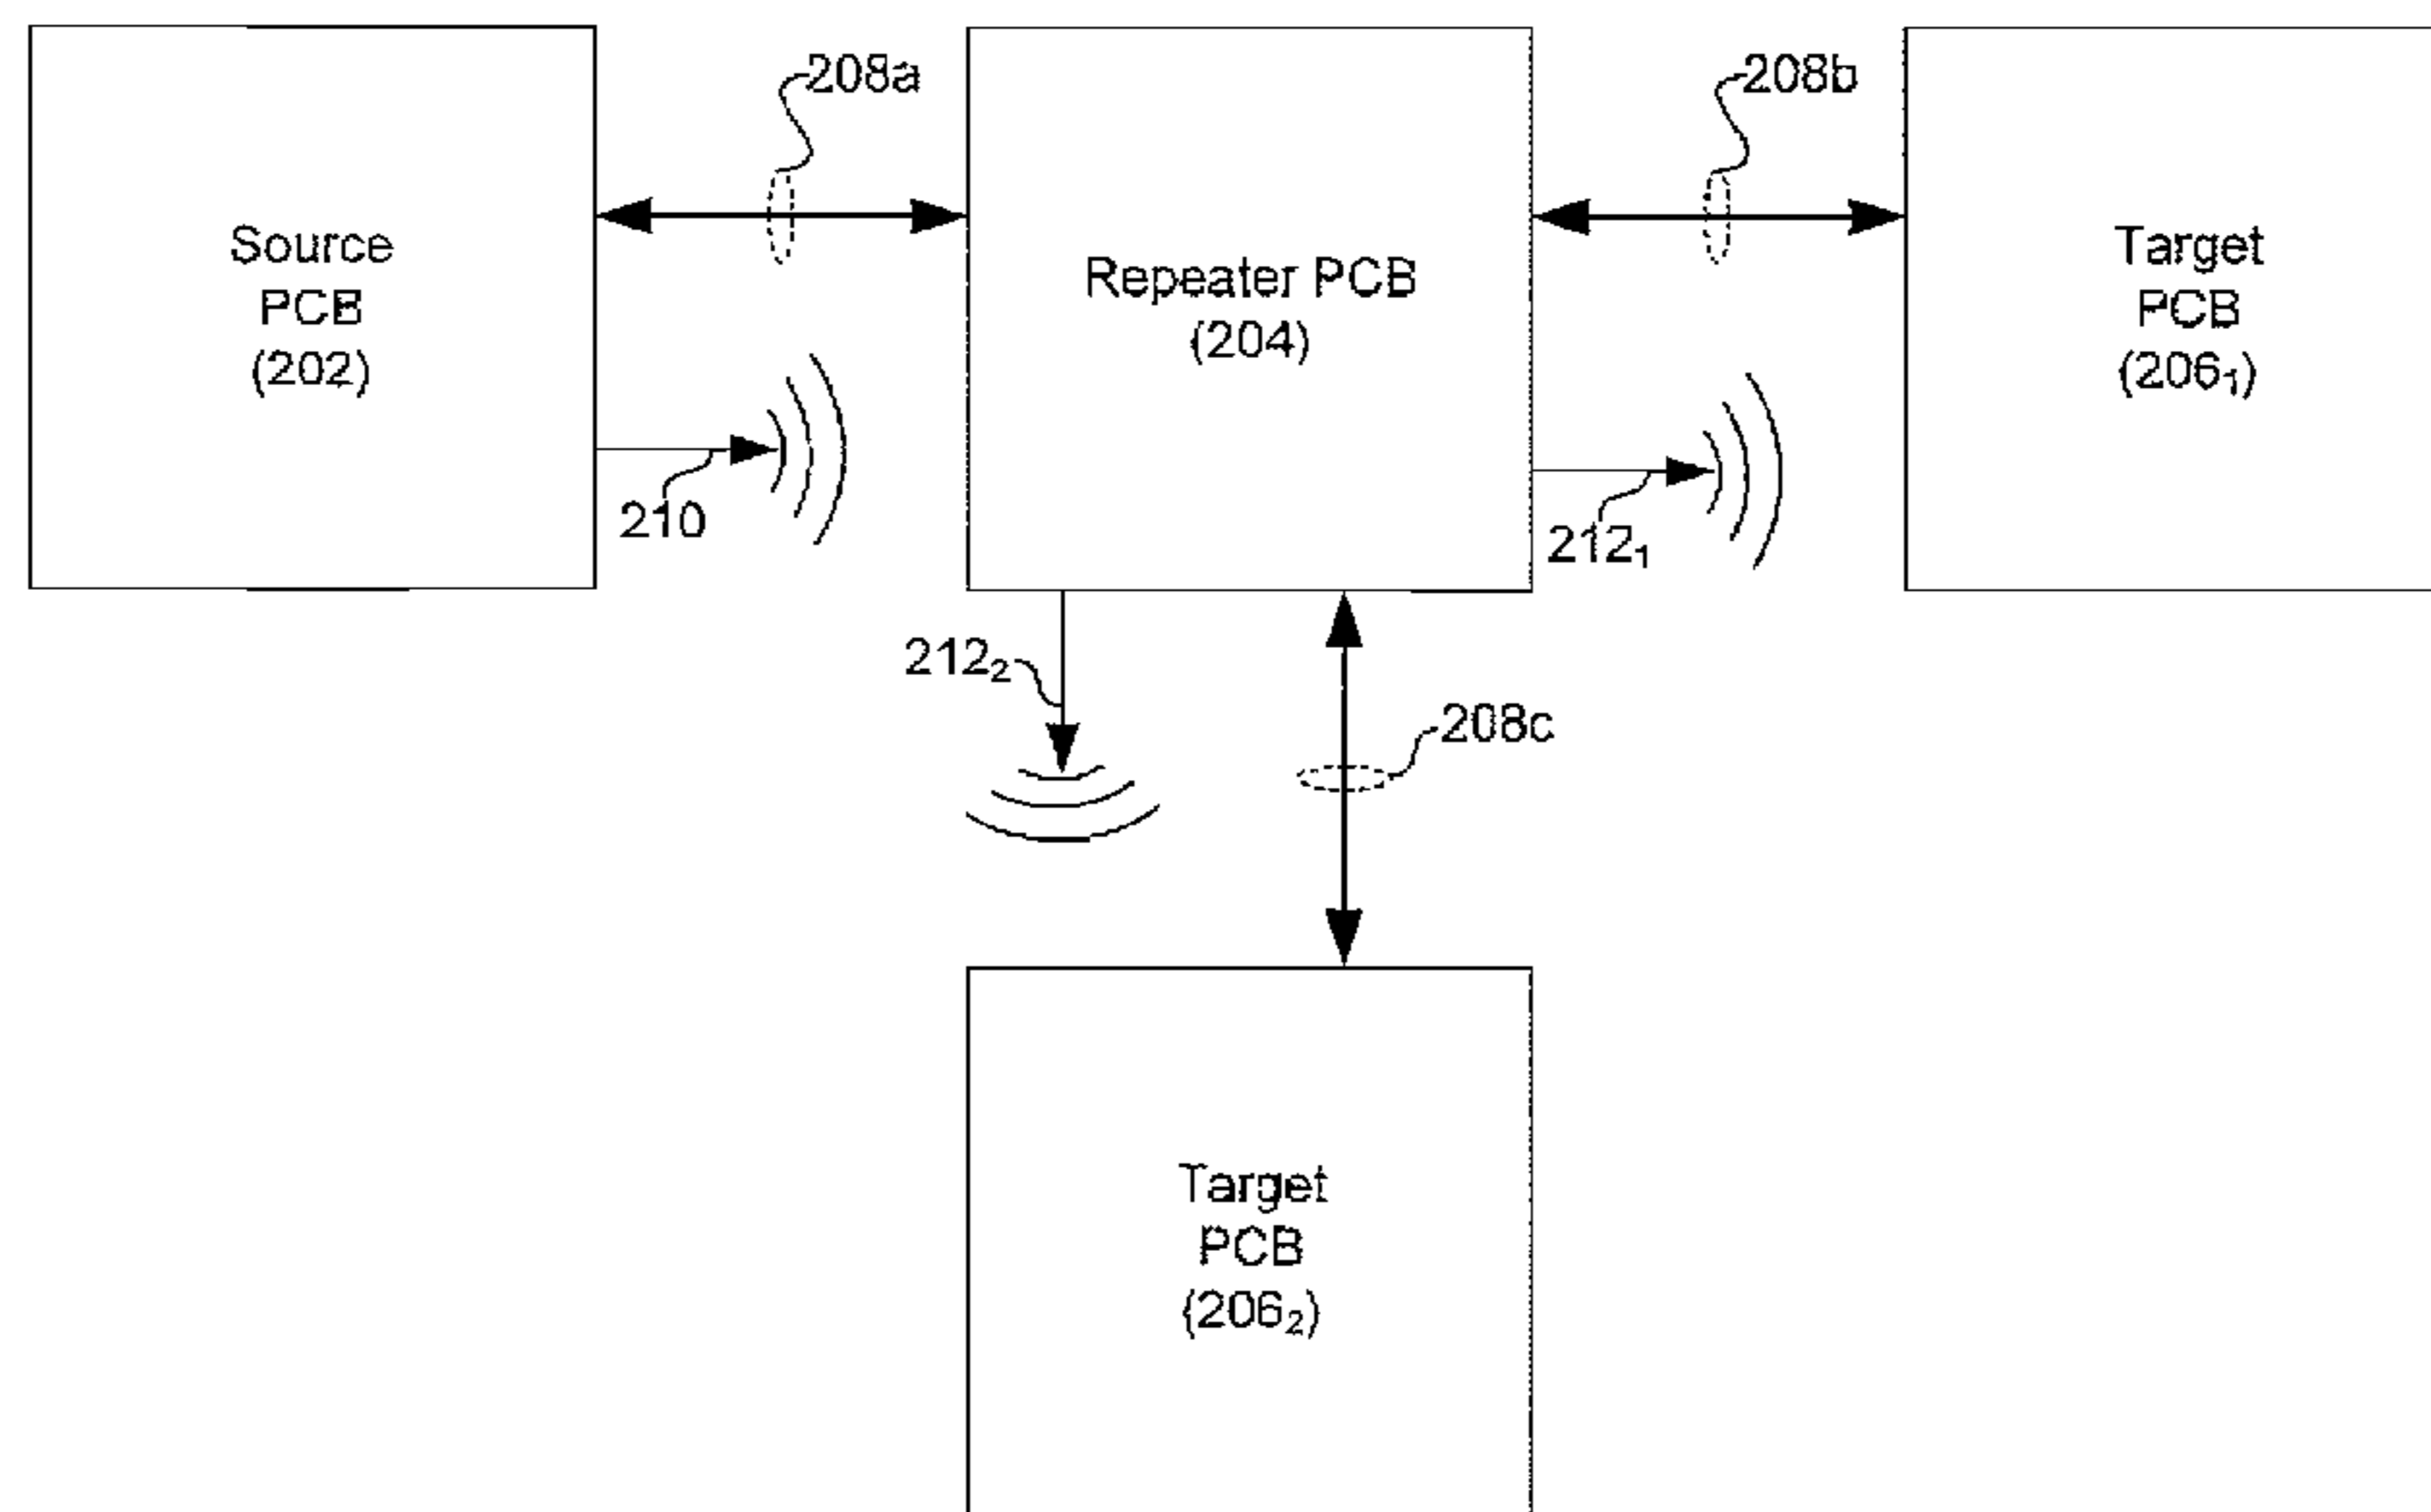 208a
208b
Source
PCB
(202)
Repeater PCB
(204)
Target
PCB
(206₁)
210
212₁
212₂
208c
Target
PCB
(206₂)